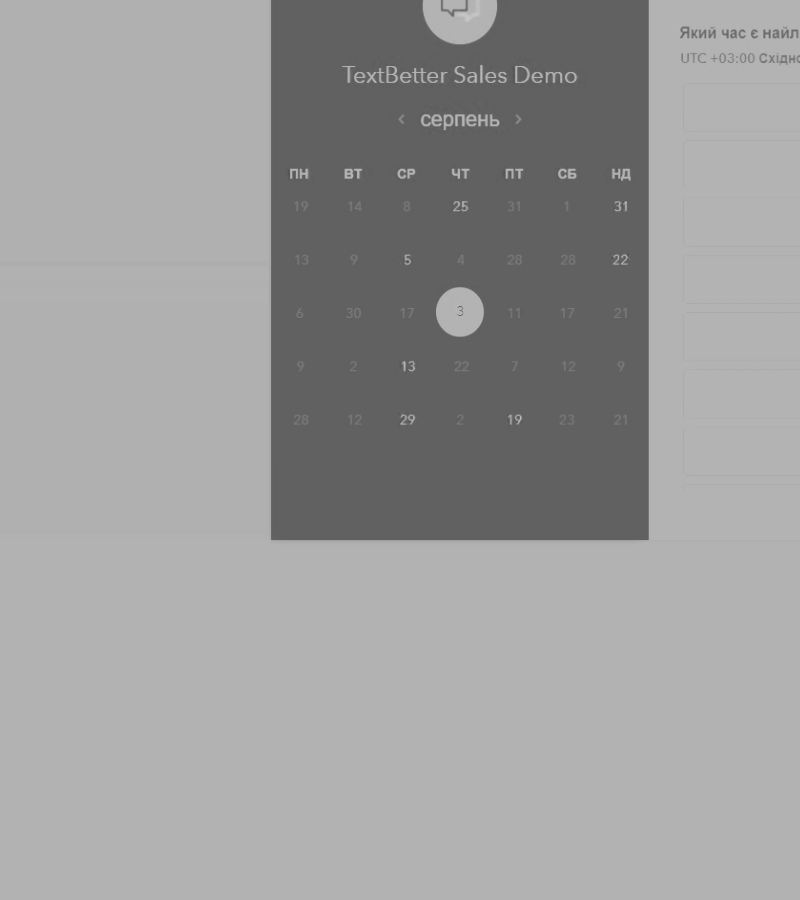 TextBetter Sales Demo
< серпень >
ПН ВТ СР ЧТ ПТ СБ НД
19 14 8 25 31 1 31
13 9 5 4 28 28 22
6 30 17 3 11 17 21
9 2 13 22 7 12 9
28 12 29 2 19 23 21
Який час є найл
UTC +03:00 Східно